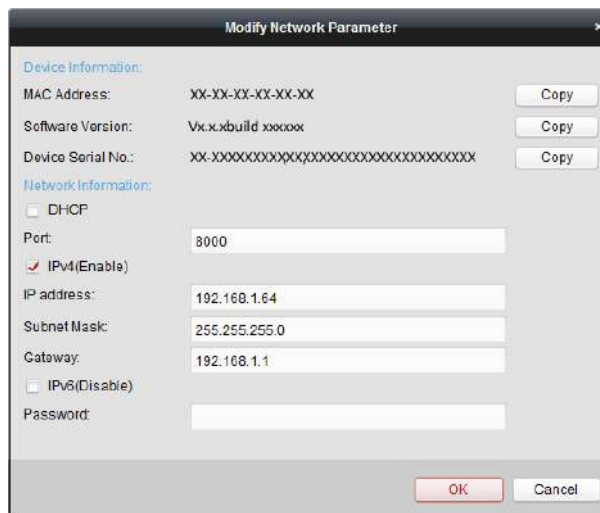 Modify Network Parameter ×
Device Information:
MAC Address: XX-XX-XX-XX-XX-XX Copy
Software Version: Vx.x.xbuild xxxxxx Copy
Device Serial No.: XX-XXXXXXXXXXXXXXXXXXXXXXXXXXXXXXXXX Copy
Network Information:
DHCP
Port: 8000
IPv4(Enable)
IP address: 192.168.1.64
Subnet Mask: 255.255.255.0
Gateway: 192.168.1.1
IPv6(Disable)
Password:
OK Cancel